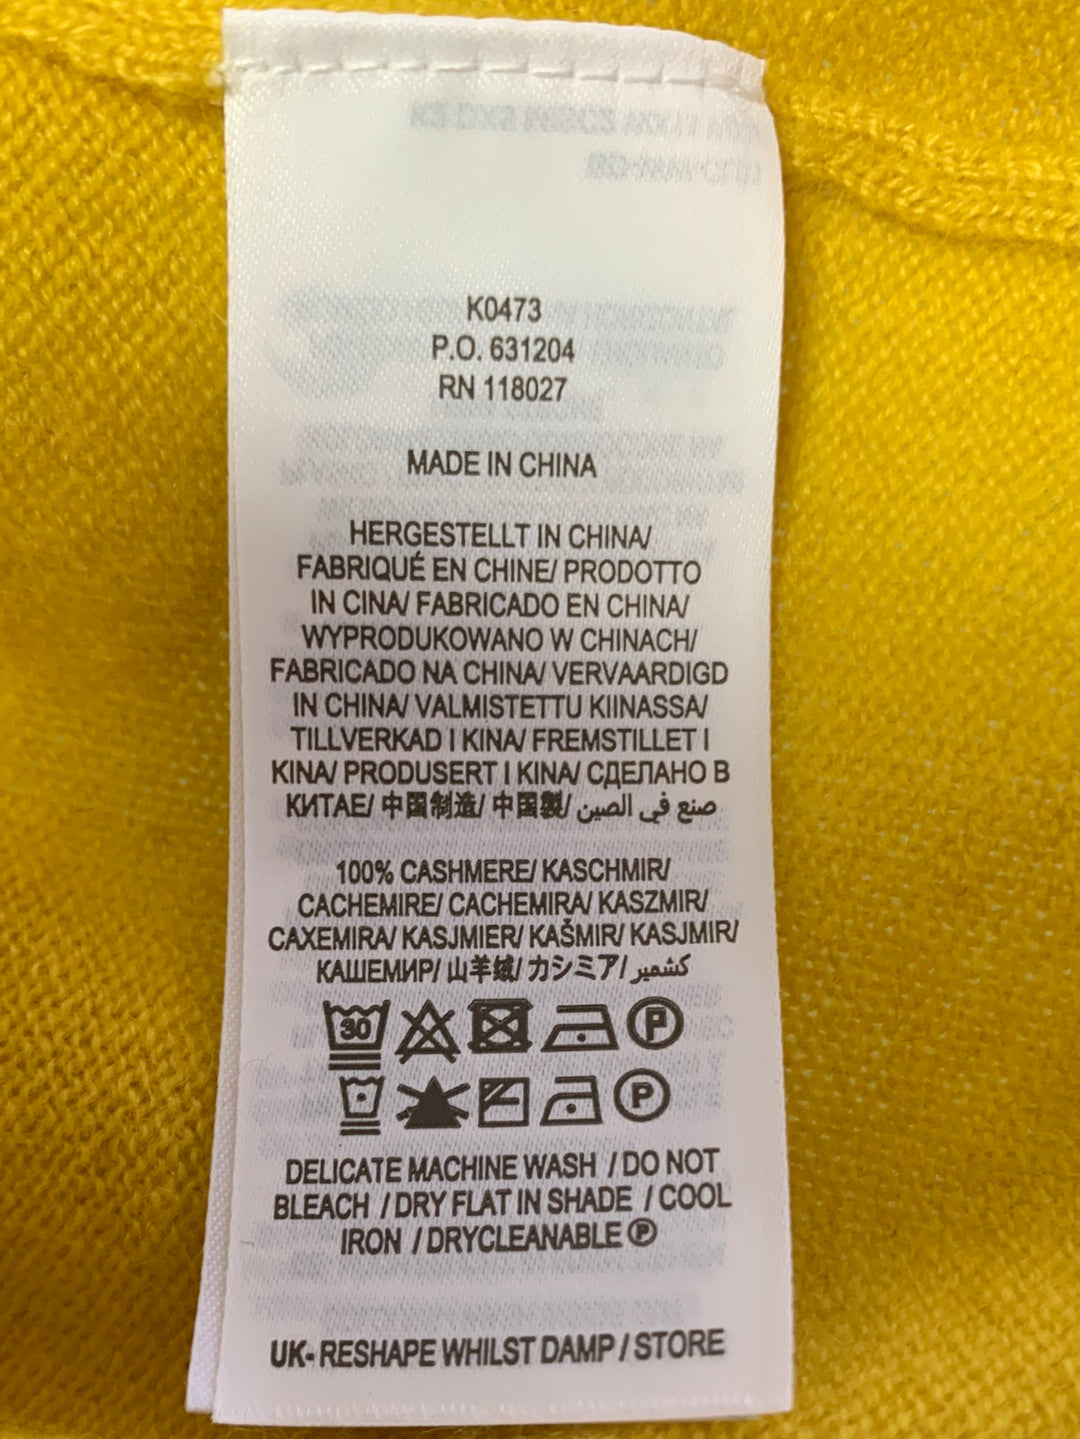 K0473
P.O. 631204
RN 118027
MADE IN CHINA
HERGESTELLT IN CHINA/
FABRIQUÉ EN CHINE/ PRODOTTO
IN CINA/ FABRICADO EN CHINA/
WYPRODUKOWANO W CHINACH/
FABRICADO NA CHINA/ VERVAARDIGD
IN CHINA/ VALMISTETTU KIINASSA/
TILLVERKAD I KINA/ FREMSTILLET I
KINA/ PRODUSERT I KINA/ СДЕЛАНО В
КИТАЕ/ 中国制造/ 中国製/ صنع في الصين
100% CASHMERE/ KASCHMIR/
CACHEMIRE/ CACHEMIRA/ KASZMIR/
CAXEMIRA/ KASJMIER/ KAŠMIR/ KASJMIR/
КАШЕМИР/ 山羊绒/ カシミア/ كشمير
30 P
P
DELICATE MACHINE WASH / DO NOT
BLEACH / DRY FLAT IN SHADE / COOL
IRON / DRYCLEANABLE Ⓟ
UK- RESHAPE WHILST DAMP / STORE